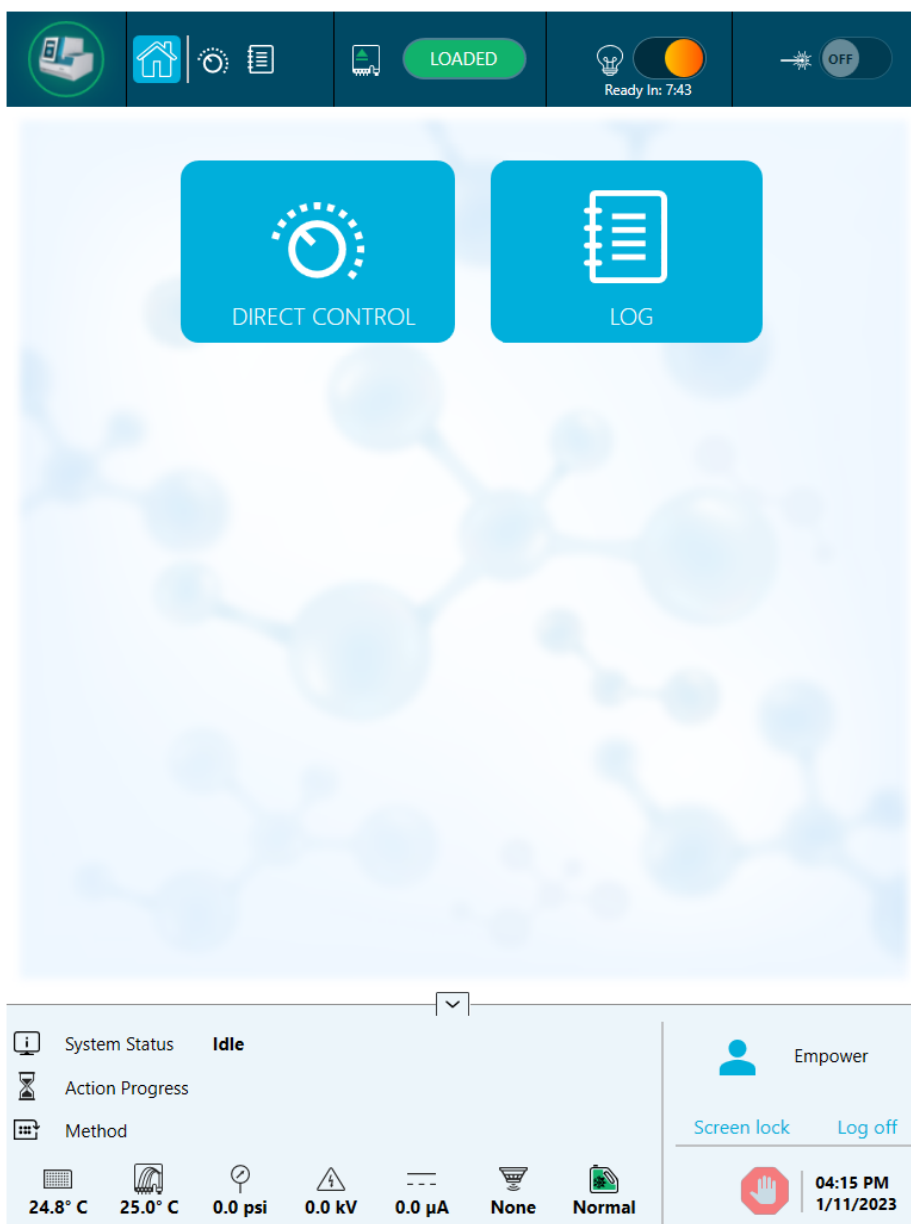 LOADED
Ready In: 7:43
OFF
DIRECT CONTROL
LOG
System Status Idle
Empower
Action Progress
Method
Screen lock Log off
24.8° C 25.0° C 0.0 psi 0.0 kV 0.0 μA None Normal
04:15 PM
1/11/2023